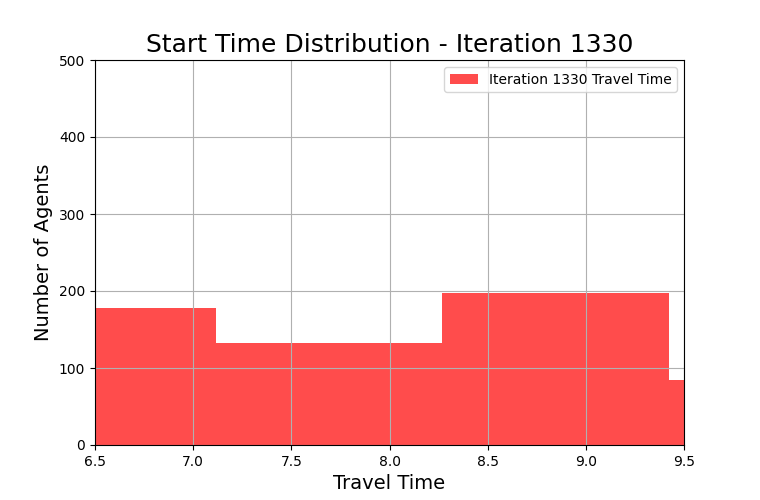 Start Time Distribution - Iteration 1330
Iteration 1330 Travel Time
Number of Agents
500
400
300
200
100
0
6.5 7.0 7.5 8.0 8.5 9.0 9.5
Travel Time